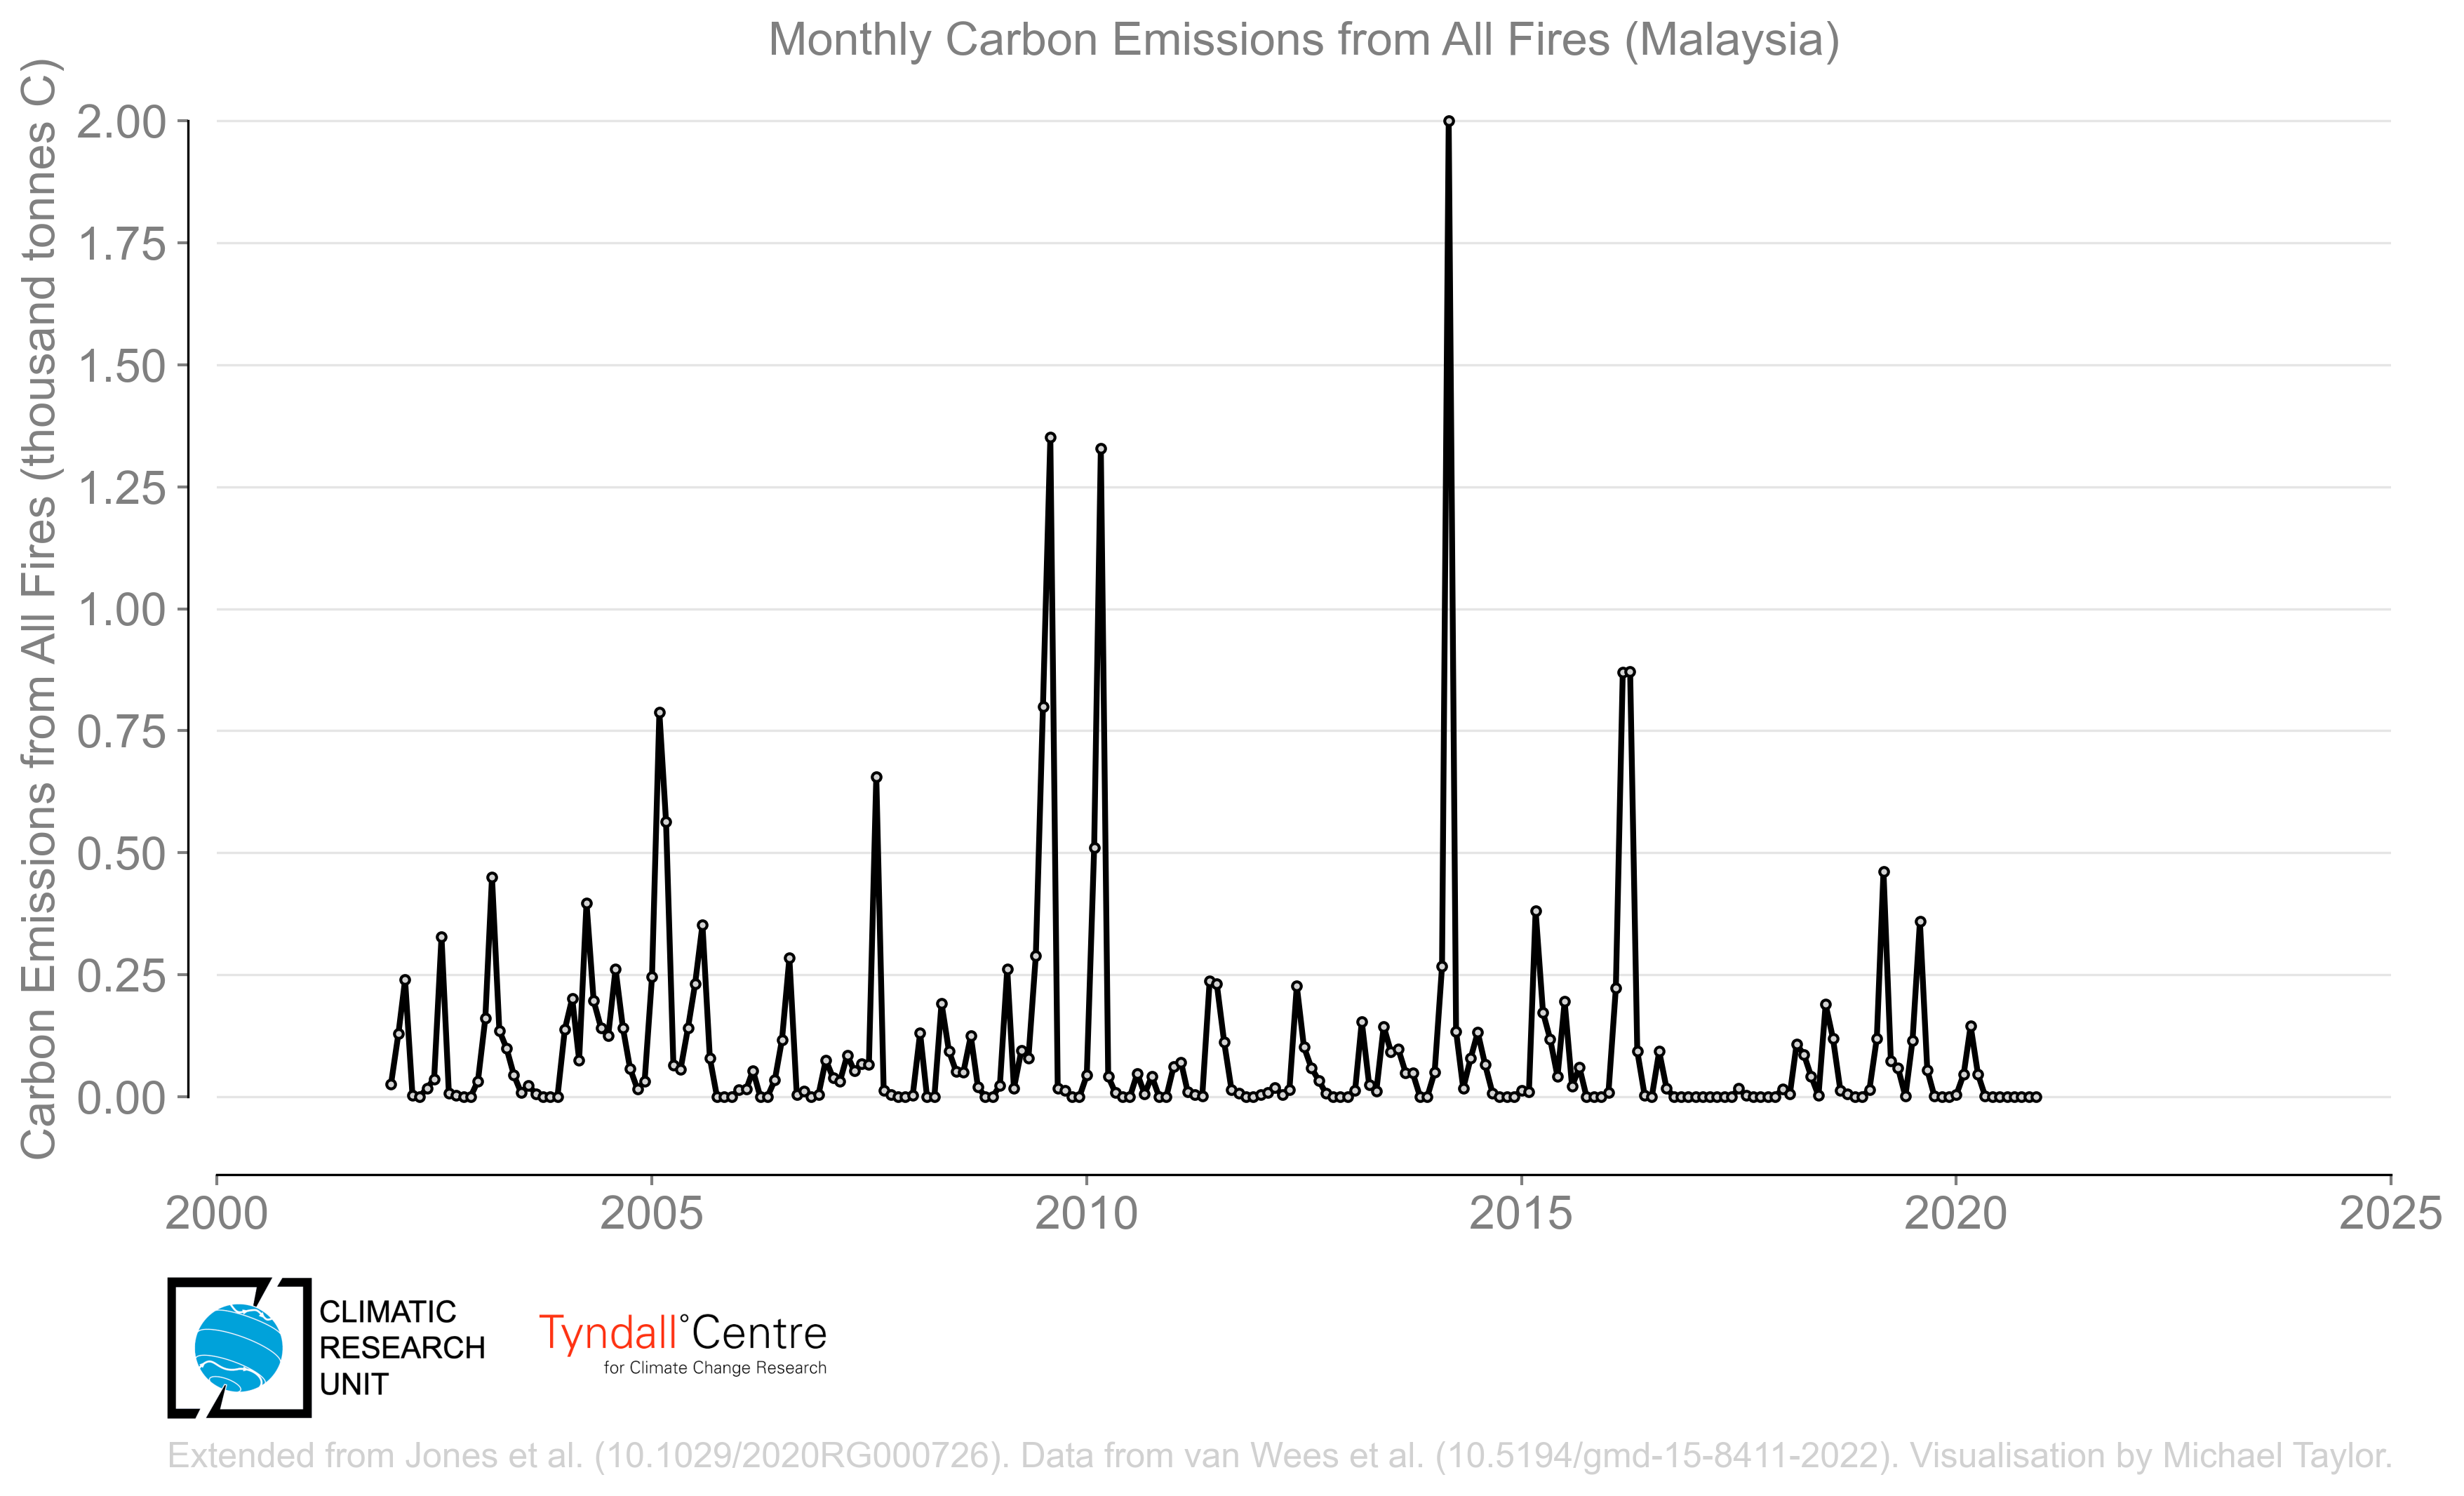 Monthly Carbon Emissions from All Fires (Malaysia)
Carbon Emissions from All Fires (thousand tonnes C)
2.00
1.75
1.50
1.25
1.00
0.75
0.50
0.25
0.00
2000 2005 2010 2015 2020 2025
CLIMATIC
RESEARCH
UNIT
Tyndall°Centre
for Climate Change Research
Extended from Jones et al. (10.1029/2020RG000726). Data from van Wees et al. (10.5194/gmd-15-8411-2022). Visualisation by Michael Taylor.